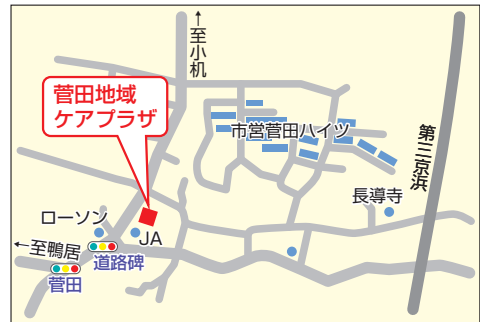 ←至小机
菅田地域
ケアプラザ
市営菅田ハイツ
第三京浜
長導寺
ローソン
JA
←至鴨居
道路碑
菅田